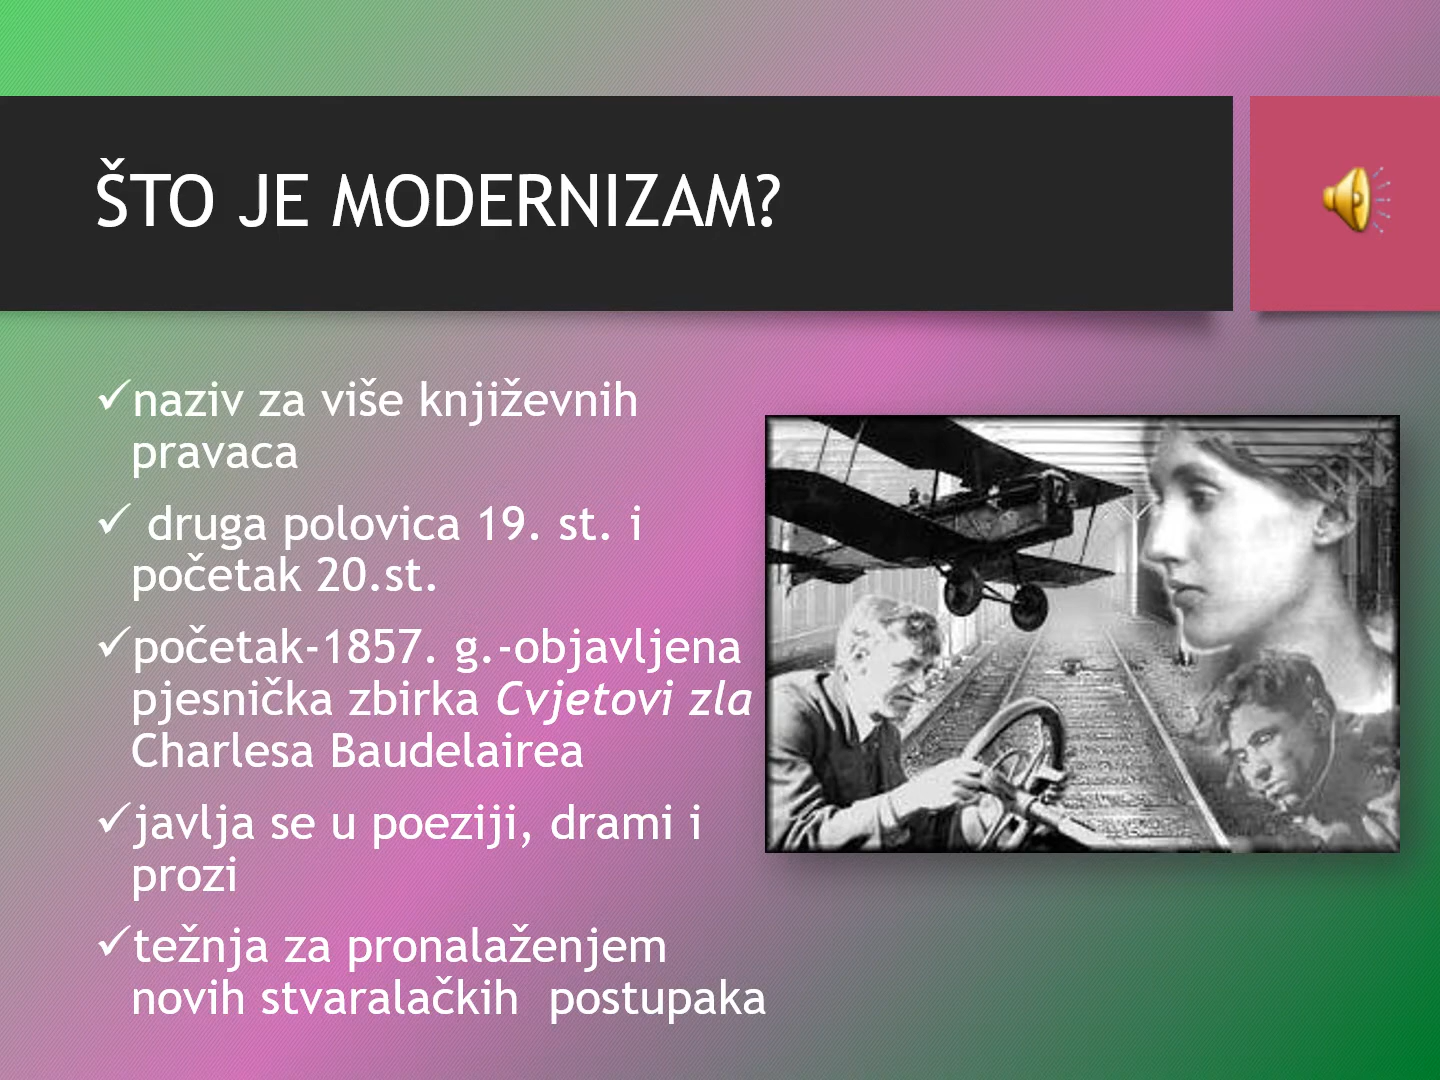 ŠTO JE MODERNIZAM?
✓naziv za više književnih
pravaca
✓ druga polovica 19. st. i
početak 20.st.
✓početak-1857. g.-objavljena
pjesnička zbirka Cvjetovi zla
Charlesa Baudelairea
✓javlja se u poeziji, drami i
prozi
✓težnja za pronalaženjem
novih stvaralačkih  postupaka